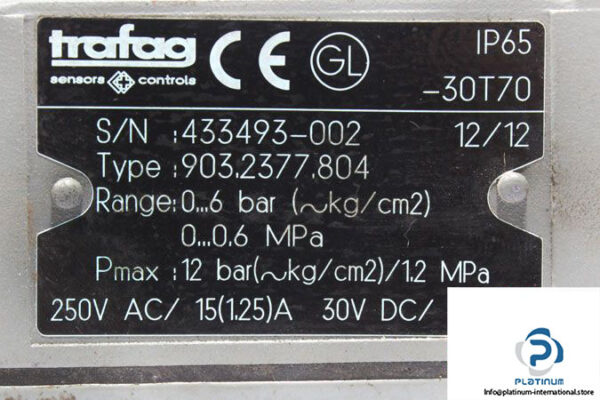 trafag
sensors controls
CE GL
IP65
-30T70
S/N : 433493-002 12/12
Type : 903.2377.804
Range: 0...6 bar (~kg/cm2)
0...0.6 MPa
Pmax : 12 bar(~kg/cm2)/1.2 MPa
250V AC/ 15(1.25)A 30V DC/
PLATINUM
Info@platinum-international.store